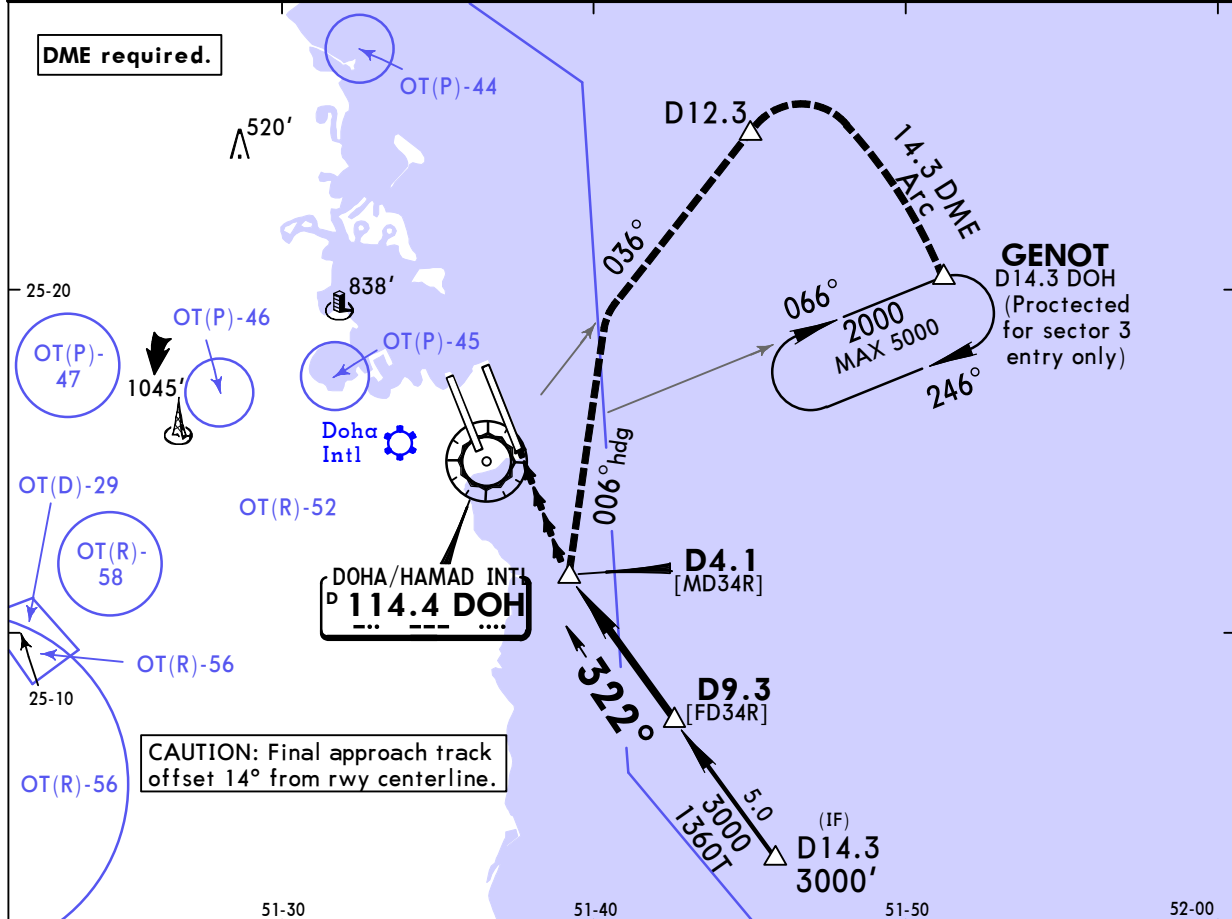 DME required.
OT(P)-44
D12.3
520'
14.3 DME
Arc
036°
GENOT
D14.3 DOH
(Proctected
for sector 3
entry only)
25-20
838'
066°
2000
MAX 5000
246°
OT(P)-46
OT(P)-45
OT(P)-
47
1045'
Doha
Intl
006° hdg
OT(D)-29
OT(R)-52
OT(R)-
58
DOHA/HAMAD INTL
D 114.4 DOH
D4.1
[MD34R]
OT(R)-56
25-10
322°
D9.3
[FD34R]
CAUTION: Final approach track
offset 14° from rwy centerline.
OT(R)-56
5.0
3000
1360T
(IF)
D14.3
3000'
51-30
51-40
51-50
52-00